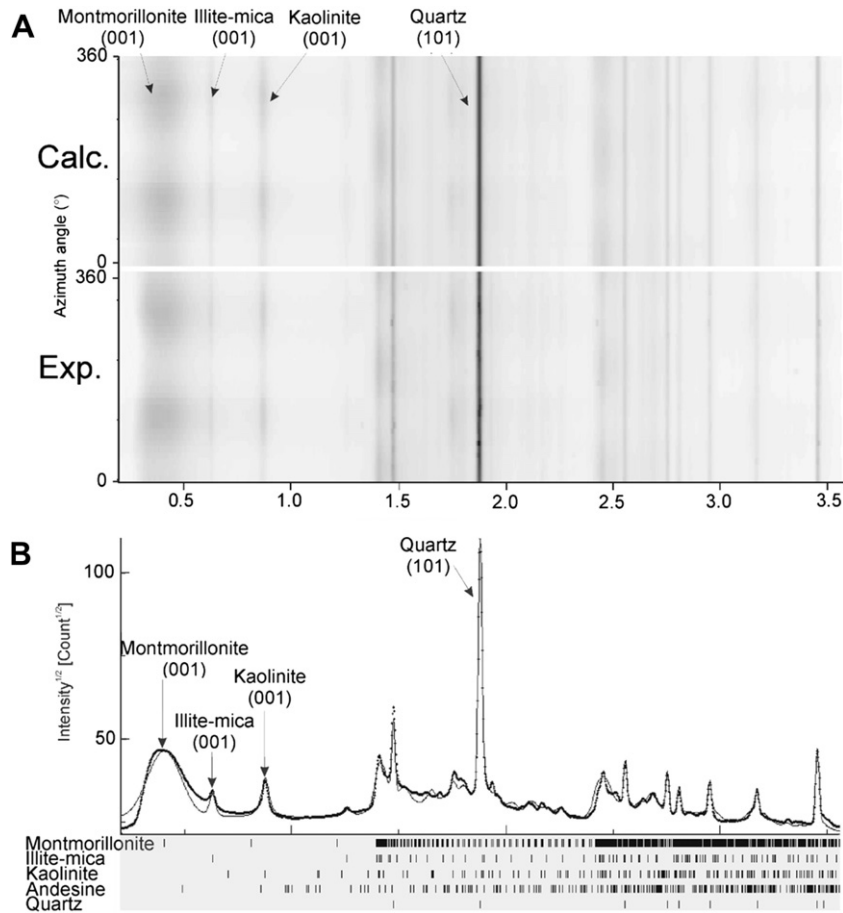 A
Montmorillonite (001)
Illite-mica (001)
Kaolinite (001)
Quartz (101)
360
Calc.
Azimuth angle (°)
0
360
Exp.
0
0.5 1.0 1.5 2.0 2.5 3.0 3.5
B
Quartz (101)
100
Intensity1/2 [Count1/2]
Montmorillonite (001)
Kaolinite (001)
Illite-mica (001)
50
Montmorillonite
Illite-mica
Kaolinite
Andesine
Quartz